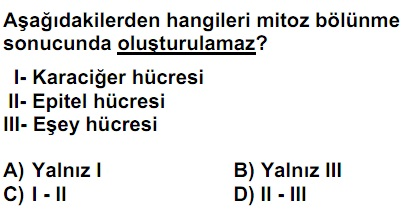 Aşağıdakilerden hangileri mitoz bölünme
sonucunda oluşturulamaz?
I- Karaciğer hücresi
II- Epitel hücresi
III- Eşey hücresi
A) Yalnız I B) Yalnız III
C) I - II D) II - III